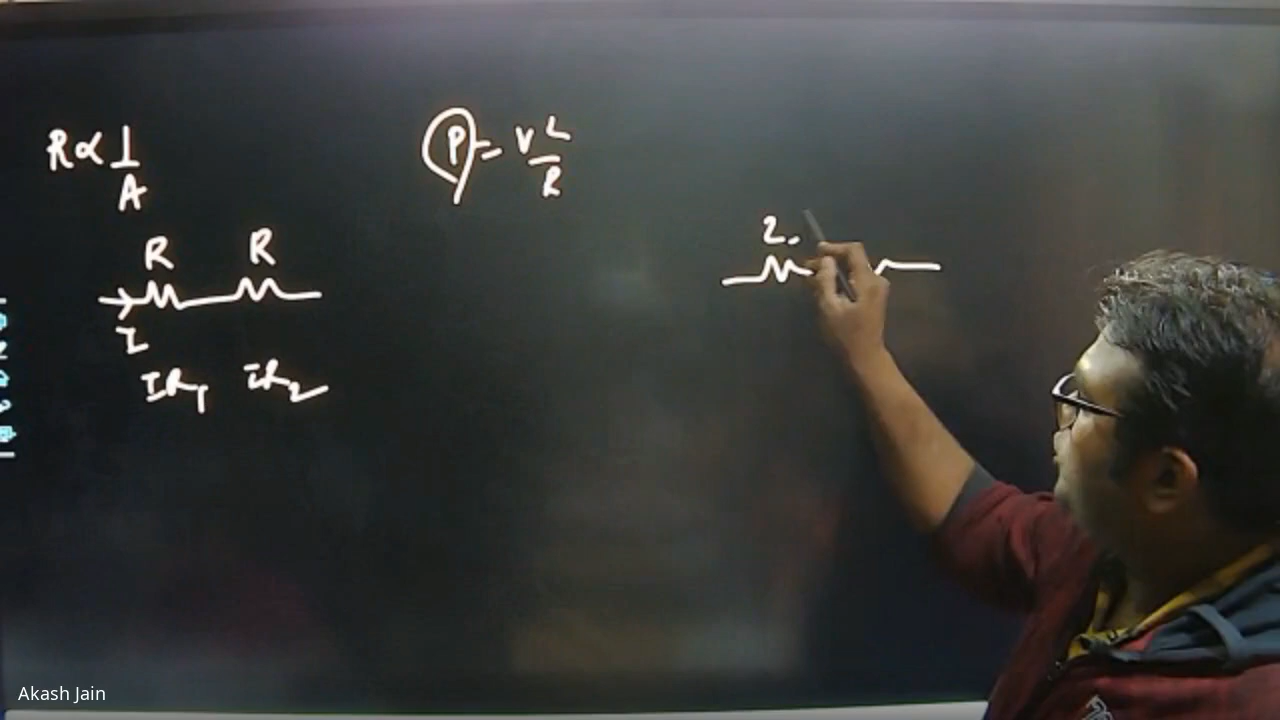 R ∝ 1/A
P = V²/R
R R
I
IR₁ IR₂
2.
Akash Jain